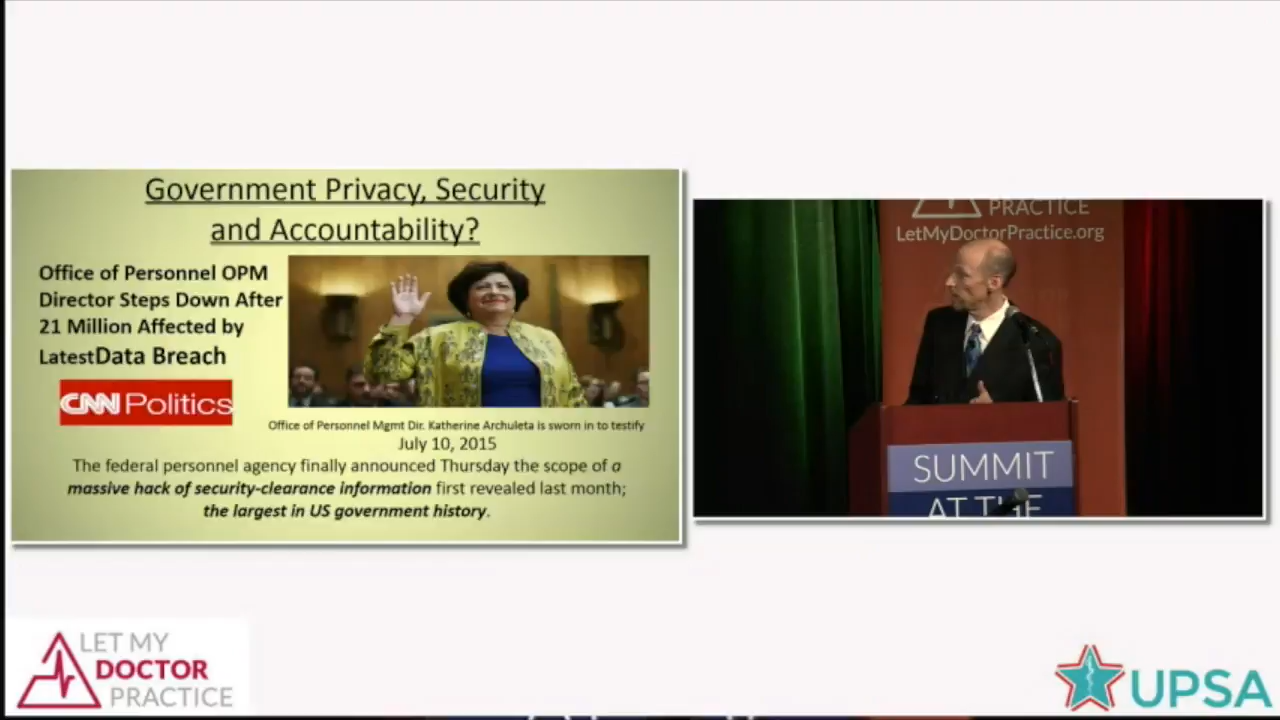 Government Privacy, Security
and Accountability?
Office of Personnel OPM
Director Steps Down After
21 Million Affected by
LatestData Breach
CNN Politics
Office of Personnel Mgmt Dir. Katherine Archuleta is sworn in to testify
July 10, 2015
The federal personnel agency finally announced Thursday the scope of a
massive hack of security-clearance information first revealed last month;
the largest in US government history.
PRACTICE
LetMyDoctorPractice.org
SUMMIT
AT THE
LET MY
DOCTOR
PRACTICE
UPSA